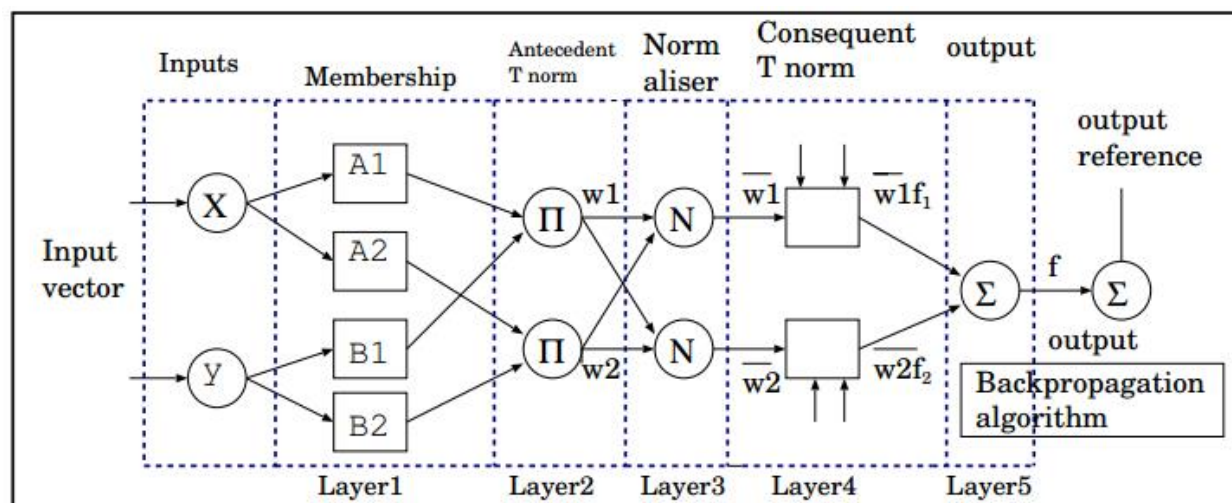 Inputs
Membership
Antecedent
T norm
Norm
aliser
Consequent
T norm
output
output
reference
Input
vector
X
y
A1
A2
B1
B2
Π
Π
w1
w2
N
N
w1
w2
w1f₁
w2f₂
Σ
f
Σ
output
Backpropagation
algorithm
Layer1
Layer2
Layer3
Layer4
Layer5